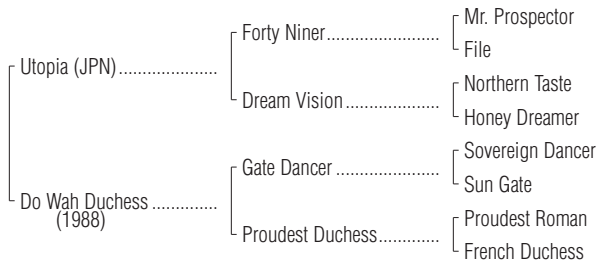 Mr. Prospector
Forty Niner
File
Utopia (JPN)
Northern Taste
Dream Vision
Honey Dreamer
Sovereign Dancer
Gate Dancer
Sun Gate
Do Wah Duchess
(1988)
Proudest Roman
Proudest Duchess
French Duchess